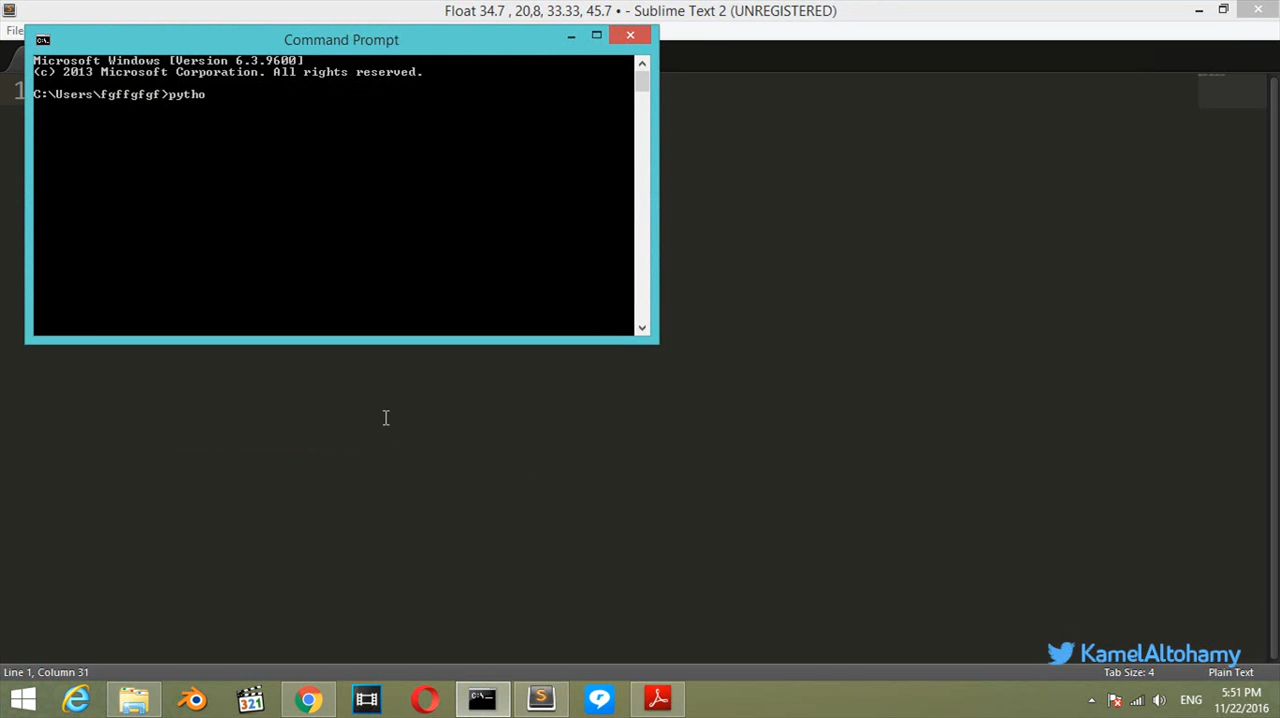 Float 34.7 , 20,8, 33.33, 45.7 • - Sublime Text 2 (UNREGISTERED)
File
Command Prompt
C:\.
Microsoft Windows [Version 6.3.9600]
(c) 2013 Microsoft Corporation. All rights reserved.
1
C:\Users\fgffgfgf>pytho
KamelAltohamy
Line 1, Column 31
Tab Size: 4
Plain Text
321
C:\.
ENG
5:51 PM
11/22/2016